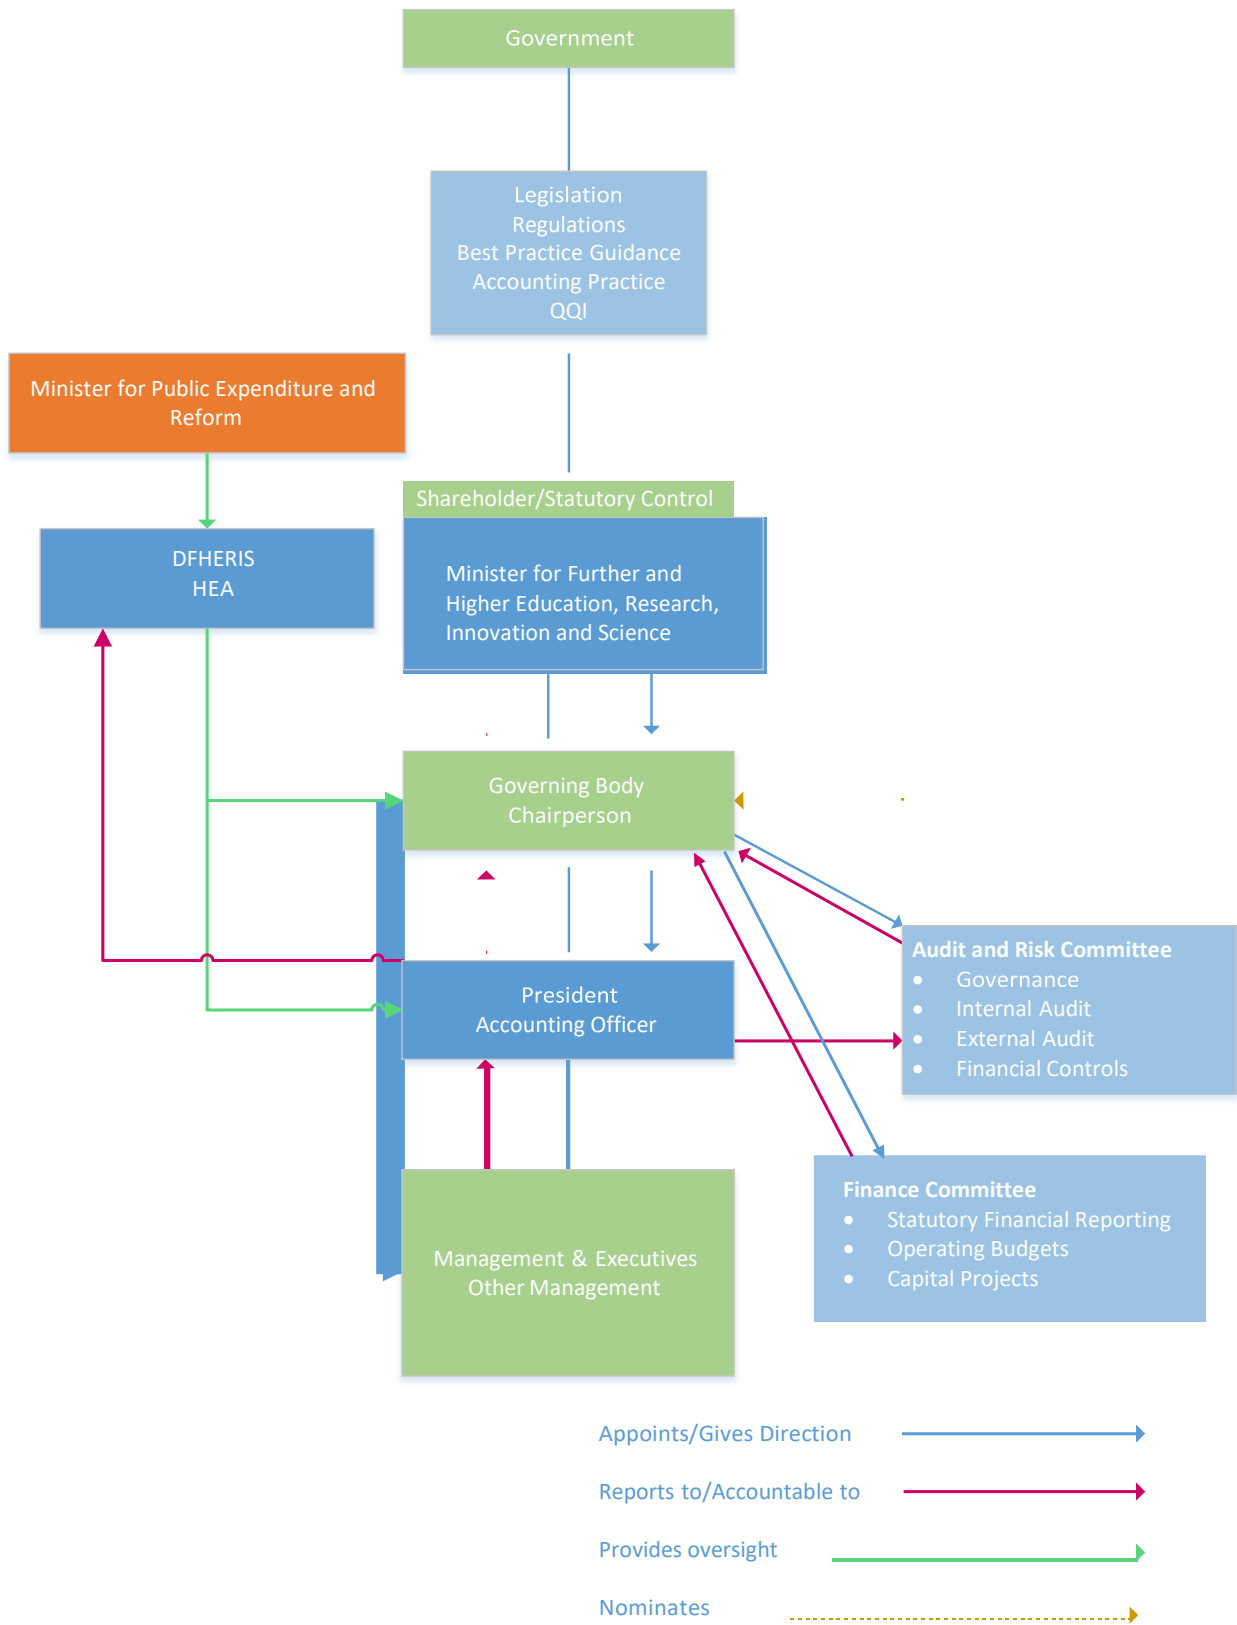 Government
Legislation
Regulations
Best Practice Guidance
Accounting Practice
QQI
Minister for Public Expenditure and
Reform
Shareholder/Statutory Control
DFHERIS
HEA
Minister for Further and
Higher Education, Research,
Innovation and Science
Governing Body
Chairperson
Audit and Risk Committee
• Governance
• Internal Audit
• External Audit
• Financial Controls
President
Accounting Officer
Finance Committee
• Statutory Financial Reporting
• Operating Budgets
• Capital Projects
Management & Executives
Other Management
Appoints/Gives Direction
Reports to/Accountable to
Provides oversight
Nominates